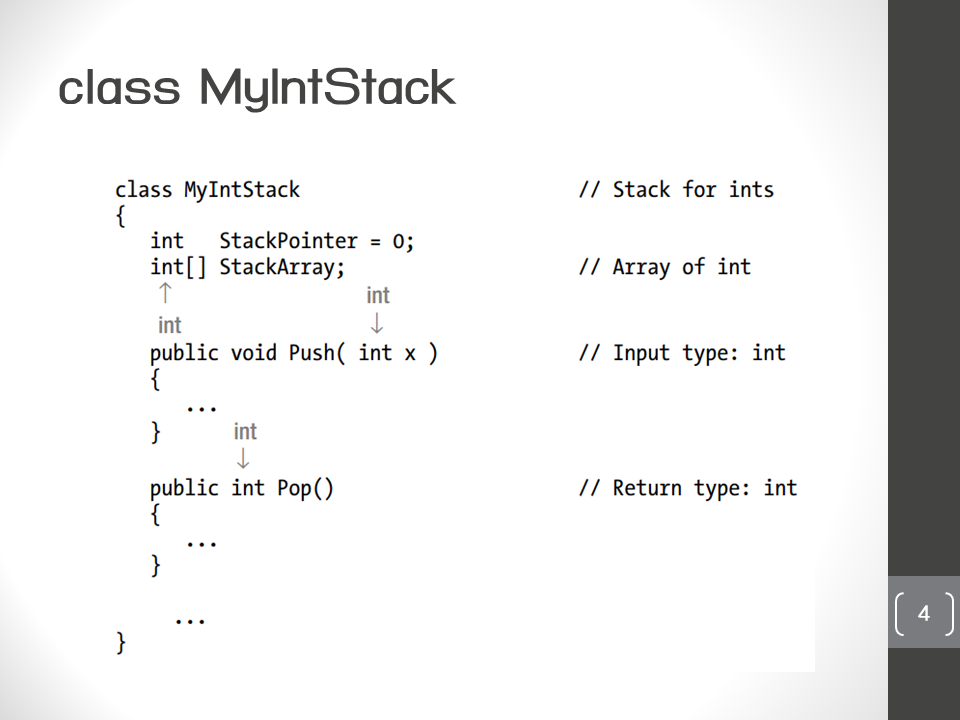 class MyIntStack
class MyIntStack // Stack for ints
{
int StackPointer = 0;
int[] StackArray; // Array of int
↑ int
int ↓
public void Push( int x ) // Input type: int
{
...
}
int
↓
public int Pop() // Return type: int
{
...
}
...
}
4